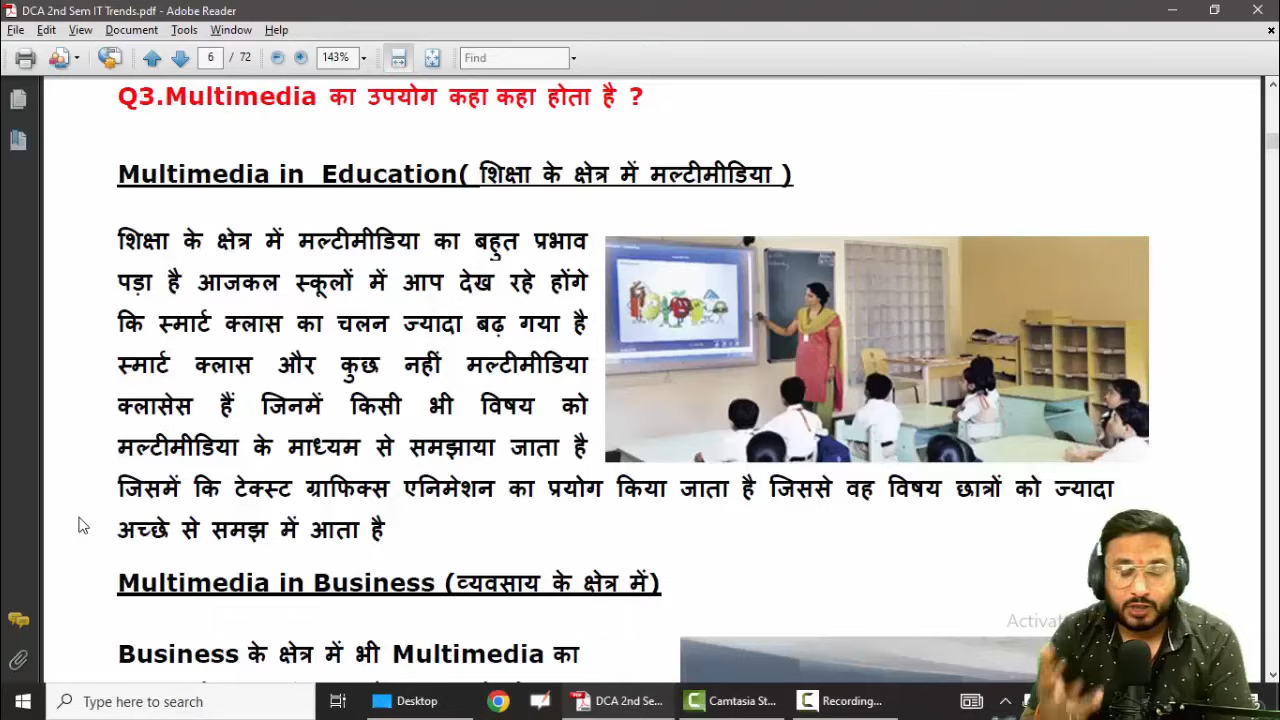 DCA 2nd Sem IT Trends.pdf - Adobe Reader
File Edit View Document Tools Window Help
6 / 72 143% Find
Q3.Multimedia का उपयोग कहा कहा होता है ?
Multimedia in Education( शिक्षा के क्षेत्र में मल्टीमीडिया )
शिक्षा के क्षेत्र में मल्टीमीडिया का बहुत प्रभाव
पड़ा है आजकल स्कूलों में आप देख रहे होंगे
कि स्मार्ट क्लास का चलन ज्यादा बढ़ गया है
स्मार्ट क्लास और कुछ नहीं मल्टीमीडिया
क्लासेस हैं जिनमें किसी भी विषय को
मल्टीमीडिया के माध्यम से समझाया जाता है
जिसमें कि टेक्स्ट ग्राफिक्स एनिमेशन का प्रयोग किया जाता है जिससे वह विषय छात्रों को ज्यादा
अच्छे से समझ में आता है
Multimedia in Business (व्यवसाय के क्षेत्र में)
Activat
Business के क्षेत्र में भी Multimedia का
Type here to search Desktop DCA 2nd Se... Camtasia St... Recording...